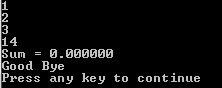 1
2
3
14
Sum = 0.000000
Good Bye
Press any key to continue